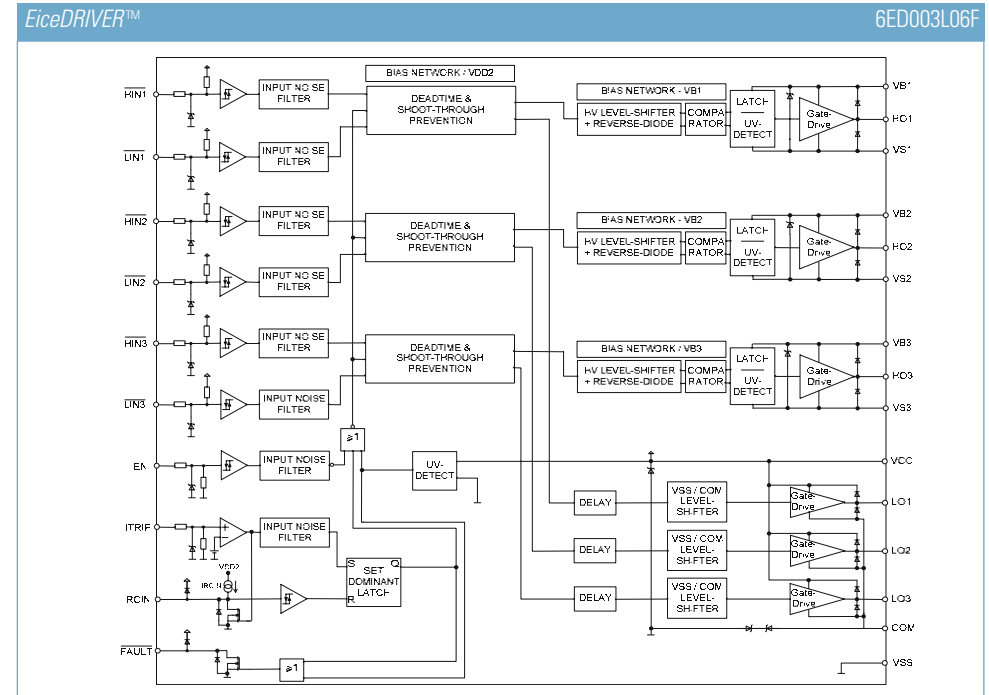 EiceDRIVER™ 6ED003L06F
BIAS NETWORK / VDD2
HIN1
INPUT NOISE
FILTER
DEADTIME &
SHOOT-THROUGH
PREVENTION
LIN1
INPUT NOISE
FILTER
BIAS NETWORK - VB1
HV LEVEL-SHIFTER
+ REVERSE-DIODE
COMPA
RATOR
LATCH
UV-
DETECT
Gate-
Drive
VB1
HO1
VS1
HIN2
INPUT NOISE
FILTER
DEADTIME &
SHOOT-THROUGH
PREVENTION
LIN2
INPUT NOISE
FILTER
BIAS NETWORK - VB2
HV LEVEL-SHIFTER
+ REVERSE-DIODE
COMPA
RATOR
LATCH
UV-
DETECT
Gate-
Drive
VB2
HO2
VS2
HIN3
INPUT NOISE
FILTER
DEADTIME &
SHOOT-THROUGH
PREVENTION
LIN3
INPUT NOISE
FILTER
BIAS NETWORK / VB3
HV LEVEL-SHIFTER
+ REVERSE-DIODE
COMPA
RATOR
LATCH
UV-
DETECT
Gate-
Drive
VB3
HO3
VS3
≥1
EN
INPUT NOISE
FILTER
UV-
DETECT
VCC
DELAY
VSS / COM
LEVEL-
SHIFTER
Gate-
Drive
LO1
ITRIP
+
−
INPUT NOISE
FILTER
DELAY
VSS / COM
LEVEL-
SHIFTER
Gate-
Drive
LO2
VDD2
IRCIN
RCIN
S Q
SET
DOMINANT
LATCH
R
DELAY
VSS / COM
LEVEL-
SHIFTER
Gate-
Drive
LO3
COM
FAULT
≥1
VSS